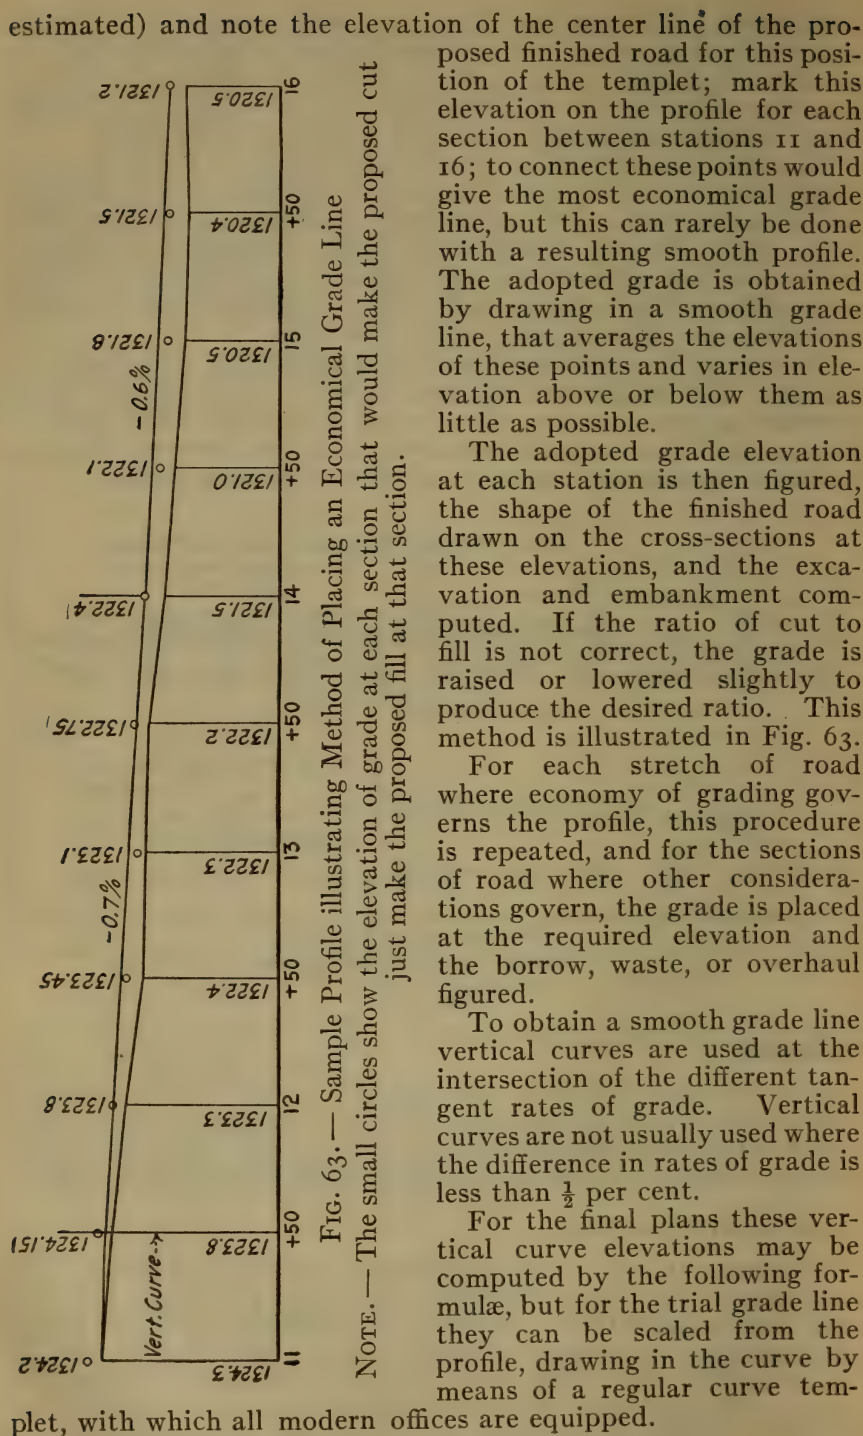 estimated) and note the elevation of the center line of the pro-
posed finished road for this posi-
tion of the templet; mark this
elevation on the profile for each
section between stations 11 and
16; to connect these points would
give the most economical grade
line, but this can rarely be done
with a resulting smooth profile.
The adopted grade is obtained
by drawing in a smooth grade
line, that averages the elevations
of these points and varies in ele-
vation above or below them as
little as possible.
The adopted grade elevation
at each station is then figured,
the shape of the finished road
drawn on the cross-sections at
these elevations, and the exca-
vation and embankment com-
puted. If the ratio of cut to
fill is not correct, the grade is
raised or lowered slightly to
produce the desired ratio. This
method is illustrated in Fig. 63.
For each stretch of road
where economy of grading gov-
erns the profile, this procedure
is repeated, and for the sections
of road where other considera-
tions govern, the grade is placed
at the required elevation and
the borrow, waste, or overhaul
figured.
To obtain a smooth grade line
vertical curves are used at the
intersection of the different tan-
gent rates of grade. Vertical
curves are not usually used where
the difference in rates of grade is
less than ½ per cent.
For the final plans these ver-
tical curve elevations may be
computed by the following for-
mulæ, but for the trial grade line
they can be scaled from the
profile, drawing in the curve by
means of a regular curve tem-
plet, with which all modern offices are equipped.
1324.2
1324.15
1323.8
1323.45
1323.1
1322.75
1322.4
1322.1
1321.8
1321.5
1321.2
-0.7%
-0.6%
Vert. Curve→
1324.3
1323.8
1323.3
1322.4
1322.3
1322.2
1321.5
1321.0
1320.5
1320.4
1320.5
11
+50
12
+50
13
+50
14
+50
15
+50
16
FIG. 63. — Sample Profile illustrating Method of Placing an Economical Grade Line
NOTE. — The small circles show the elevation of grade at each section that would make the proposed cut
just make the proposed fill at that section.